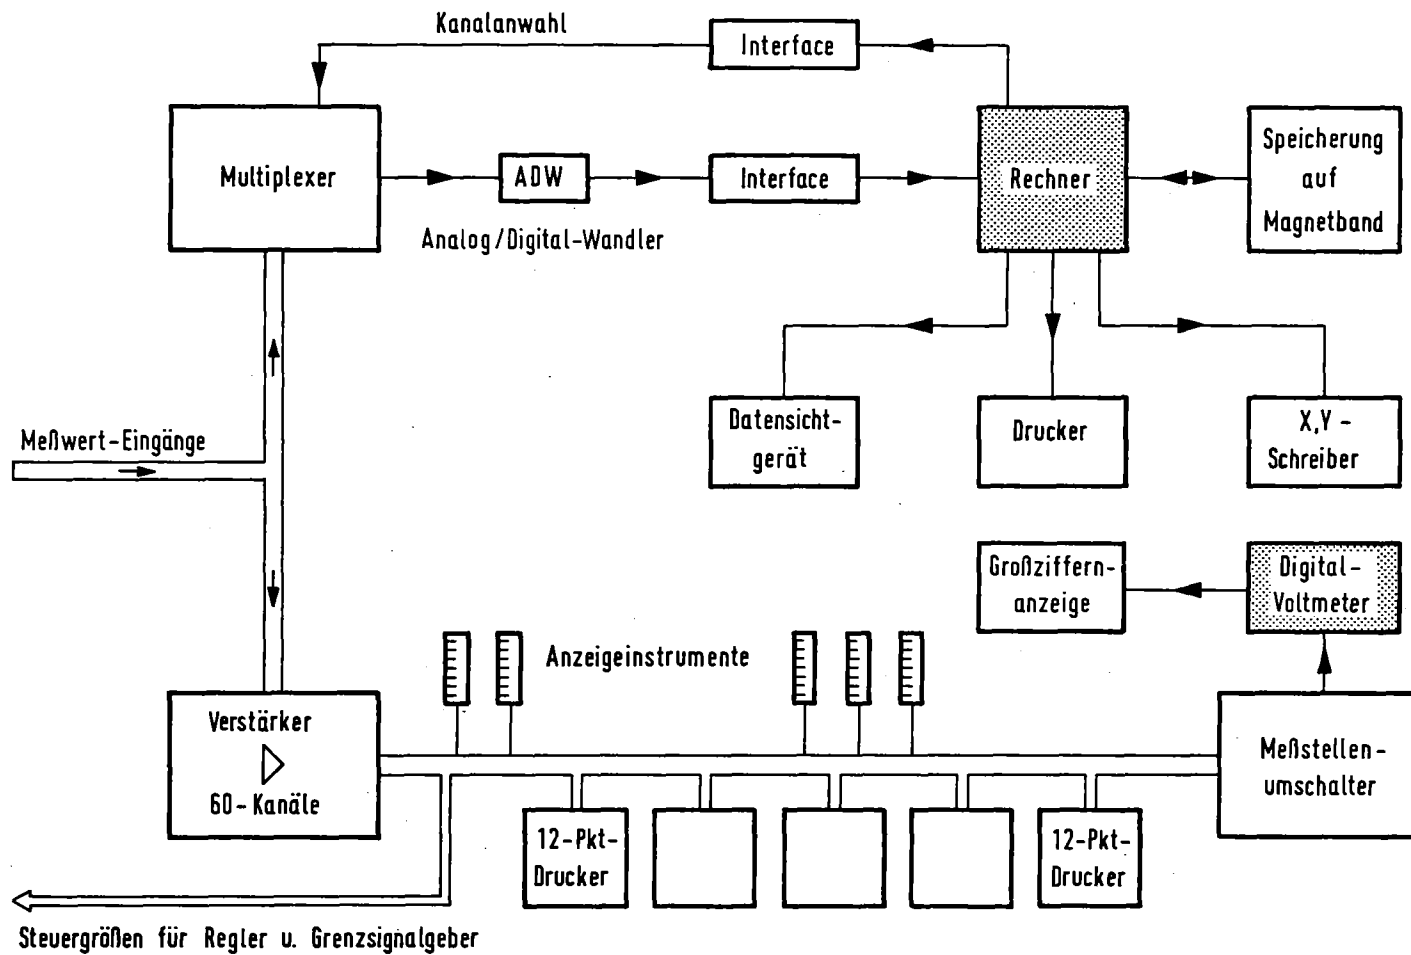 Kanalanwahl
Interface
Multiplexer
ADW
Interface
Rechner
Speicherung
auf
Magnetband
Analog/Digital-Wandler
Datensicht-
gerät
Drucker
X,Y-
Schreiber
Meßwert-Eingänge
Großziffern-
anzeige
Digital-
Voltmeter
Anzeigeinstrumente
Verstärker
60-Kanäle
Meßstellen-
umschalter
12-Pkt-
Drucker
12-Pkt-
Drucker
Steuergrößen für Regler u. Grenzsignalgeber